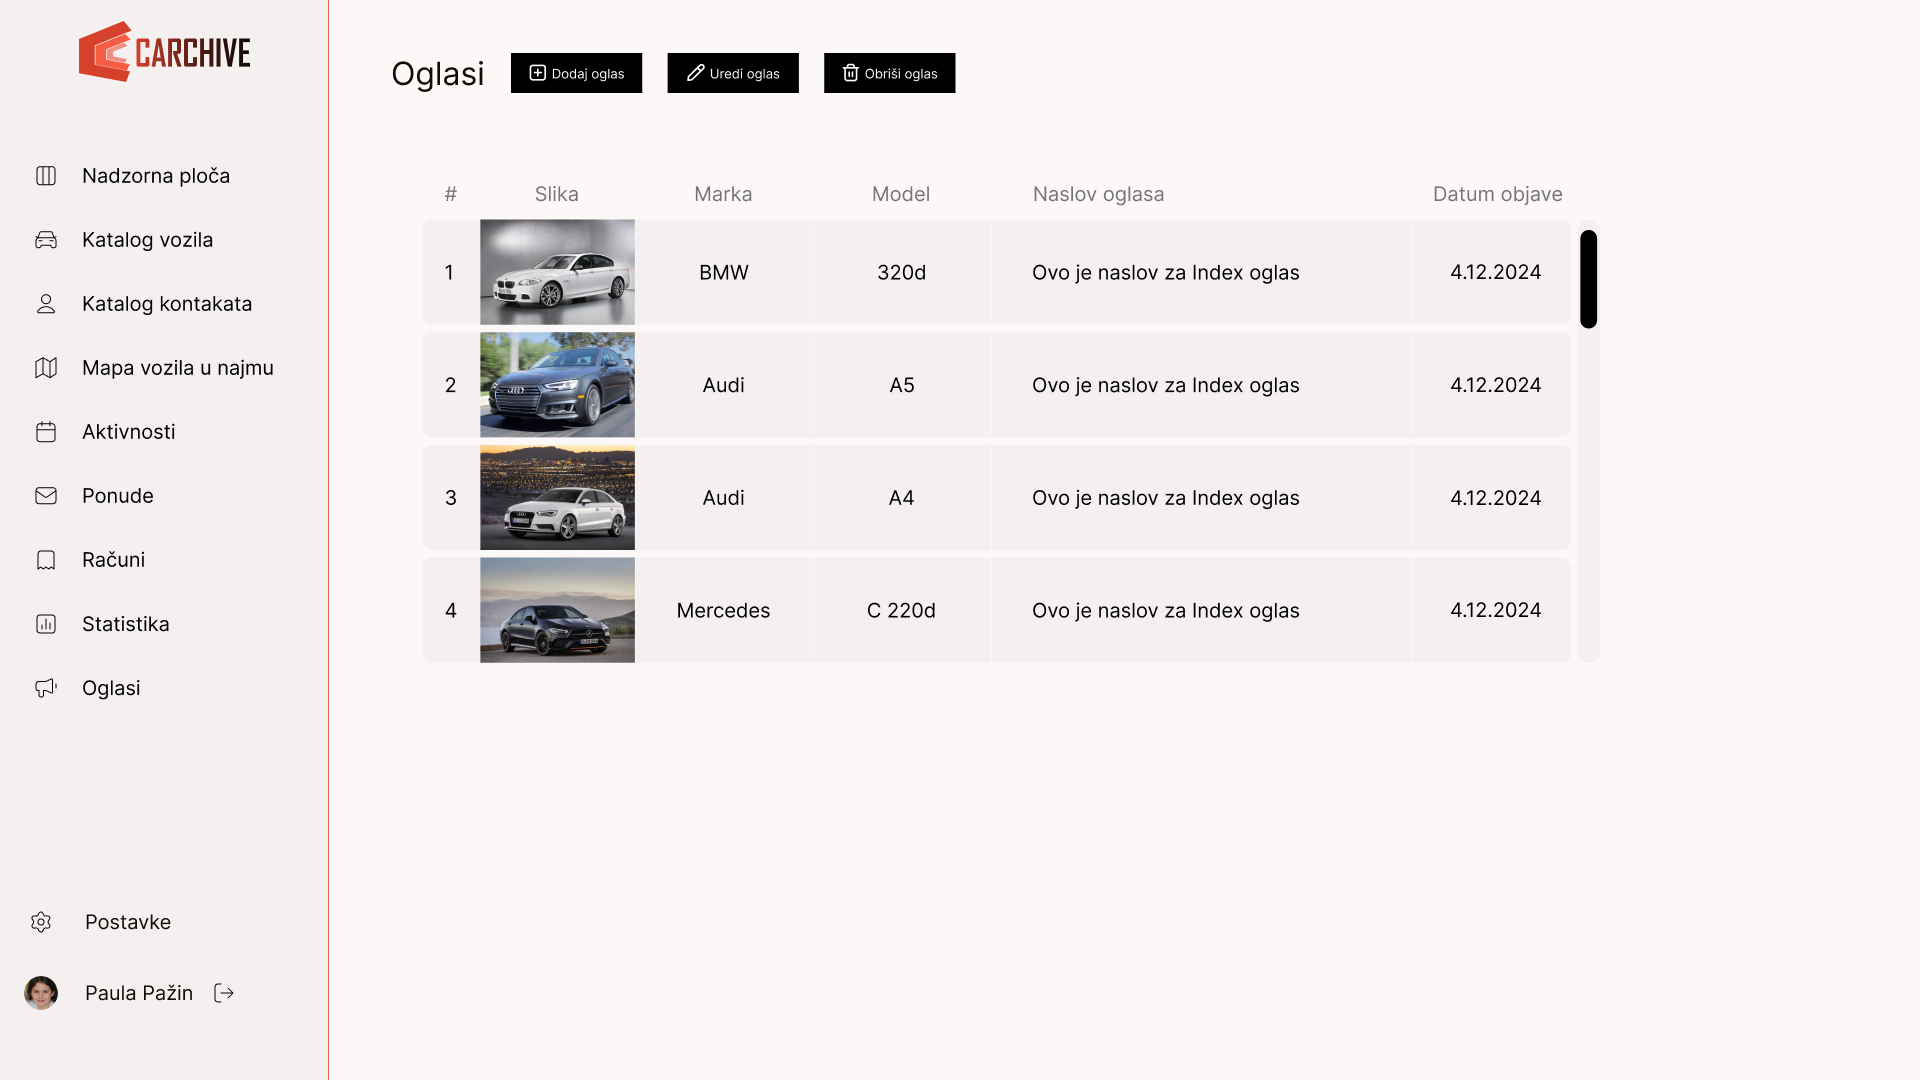 CARCHIVE
Nadzorna ploča
Katalog vozila
Katalog kontakata
Mapa vozila u najmu
Aktivnosti
Ponude
Računi
Statistika
Oglasi
Postavke
Paula Pažin
Oglasi
Dodaj oglas
Uredi oglas
Obriši oglas
# Slika Marka Model Naslov oglasa Datum objave
1 BMW 320d Ovo je naslov za Index oglas 4.12.2024
2 Audi A5 Ovo je naslov za Index oglas 4.12.2024
3 Audi A4 Ovo je naslov za Index oglas 4.12.2024
4 Mercedes C 220d Ovo je naslov za Index oglas 4.12.2024